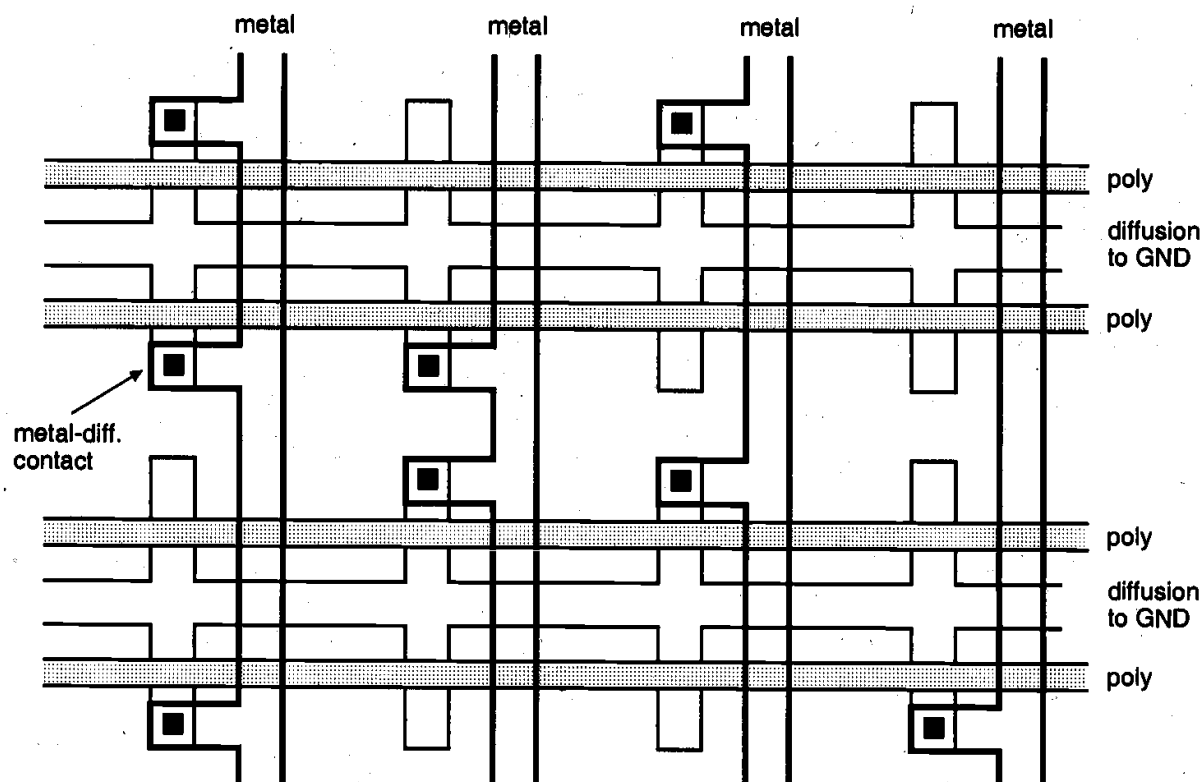 metal
metal
metal
metal
poly
diffusion
to GND
poly
metal-diff.
contact
poly
diffusion
to GND
poly